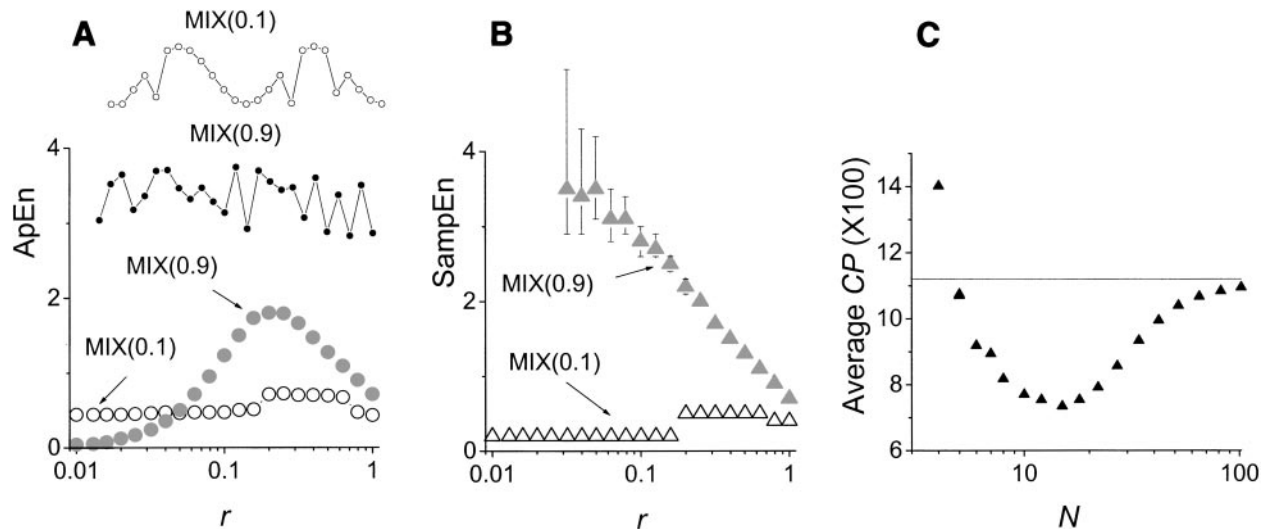 A
MIX(0.1)
MIX(0.9)
ApEn
4
2
0
MIX(0.9)
MIX(0.1)
0.01
0.1
1
r
B
SampEn
4
2
0
MIX(0.9)
MIX(0.1)
0.01
0.1
1
r
C
Average CP (X100)
14
12
10
8
6
10
100
N